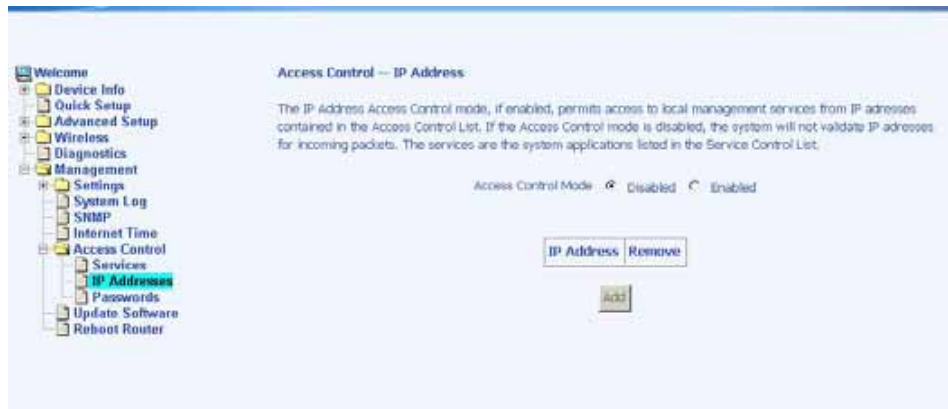 Welcome
Device Info
Quick Setup
Advanced Setup
Wireless
Diagnostics
Management
Settings
System Log
SNMP
Internet Time
Access Control
Services
IP Addresses
Passwords
Update Software
Reboot Router
Access Control -- IP Address
The IP Address Access Control mode, if enabled, permits access to local management services from IP adresses
contained in the Access Control List. If the Access Control mode is disabled, the system will not validate IP adresses
for incoming packets. The services are the system applications listed in the Service Control List.
Access Control Mode Disabled Enabled
IP Address Remove
Add